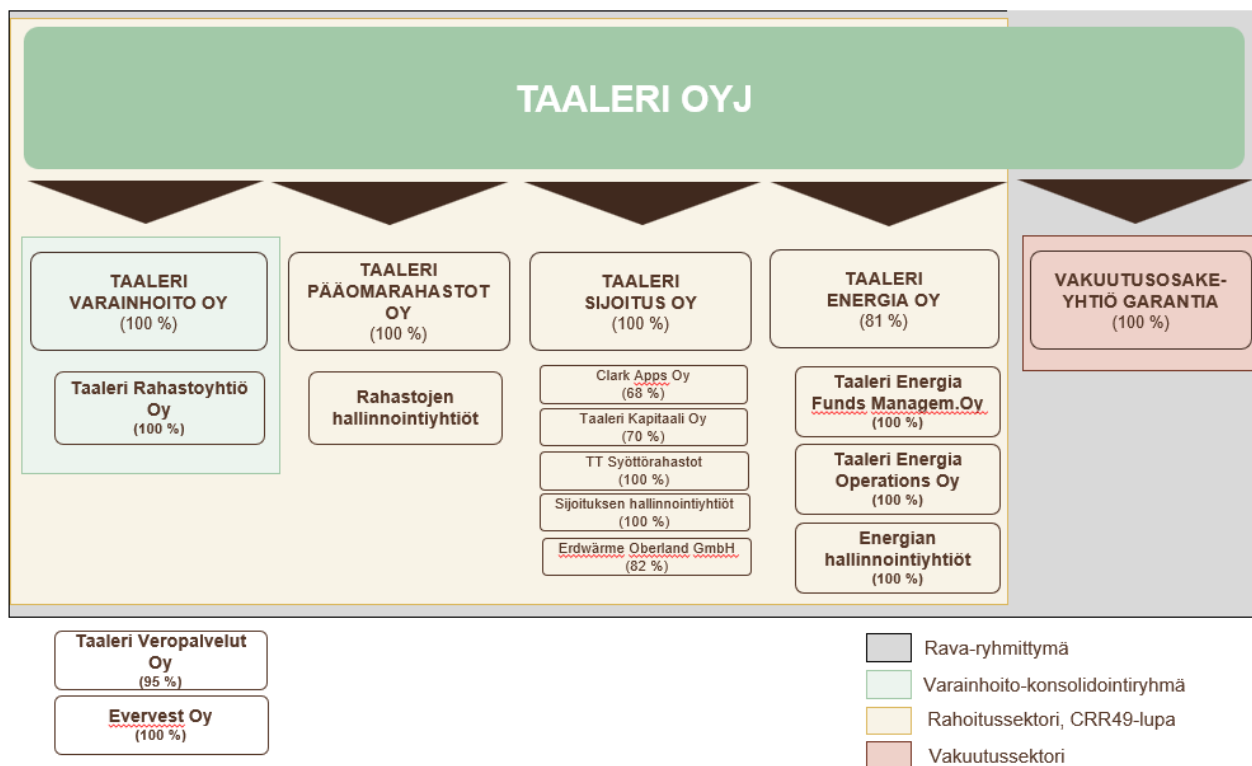 TAALERI OYJ
TAALERI
VARAINHOITO OY
(100 %)
Taaleri Rahastoyhtiö
Oy
(100 %)
TAALERI
PÄÄOMARAHASTOT
OY
(100 %)
Rahastojen
hallinnointiyhtiöt
TAALERI
SIJOITUS OY
(100 %)
Clark Apps Oy
(68 %)
Taaleri Kapitaali Oy
(70 %)
TT Syöttörahastot
(100 %)
Sijoituksen hallinnointiyhtiöt
(100 %)
Erdwärme Oberland GmbH
(82 %)
TAALERI
ENERGIA OY
(81 %)
Taaleri Energia
Funds Managem.Oy
(100 %)
Taaleri Energia
Operations Oy
(100 %)
Energian
hallinnointiyhtiöt
(100 %)
VAKUUTUSOSAKE-
YHTIÖ GARANTIA
(100 %)
Taaleri Veropalvelut
Oy
(95 %)
Evervest Oy
(100 %)
Rava-ryhmittymä
Varainhoito-konsolidointiryhmä
Rahoitussektori, CRR49-lupa
Vakuutussektori